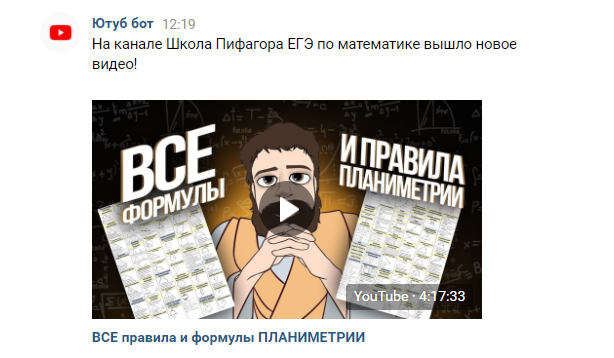 Ютуб бот 12:19
На канале Школа Пифагора ЕГЭ по математике вышло новое
видео!
ВСЕ
ФОРМУЛЫ
И ПРАВИЛА
ПЛАНИМЕТРИИ
YouTube · 4:17:33
ВСЕ правила и формулы ПЛАНИМЕТРИИ